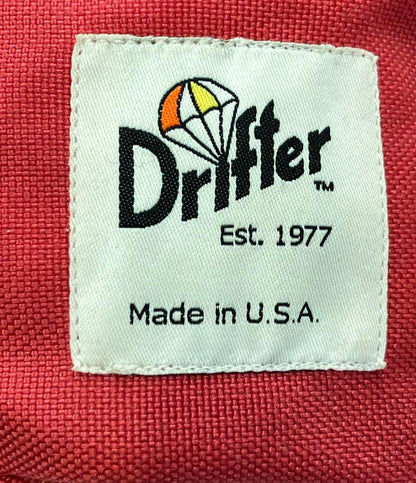 Drifter™
Est. 1977
Made in U.S.A.